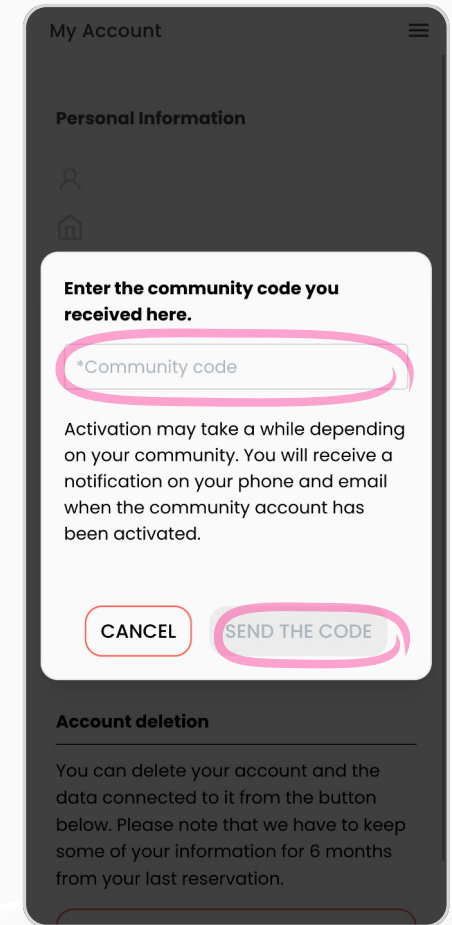 My Account
Personal Information
Enter the community code you
received here.
*Community code
Activation may take a while depending
on your community. You will receive a
notification on your phone and email
when the community account has
been activated.
CANCEL
SEND THE CODE
Account deletion
You can delete your account and the
data connected to it from the button
below. Please note that we have to keep
some of your information for 6 months
from your last reservation.